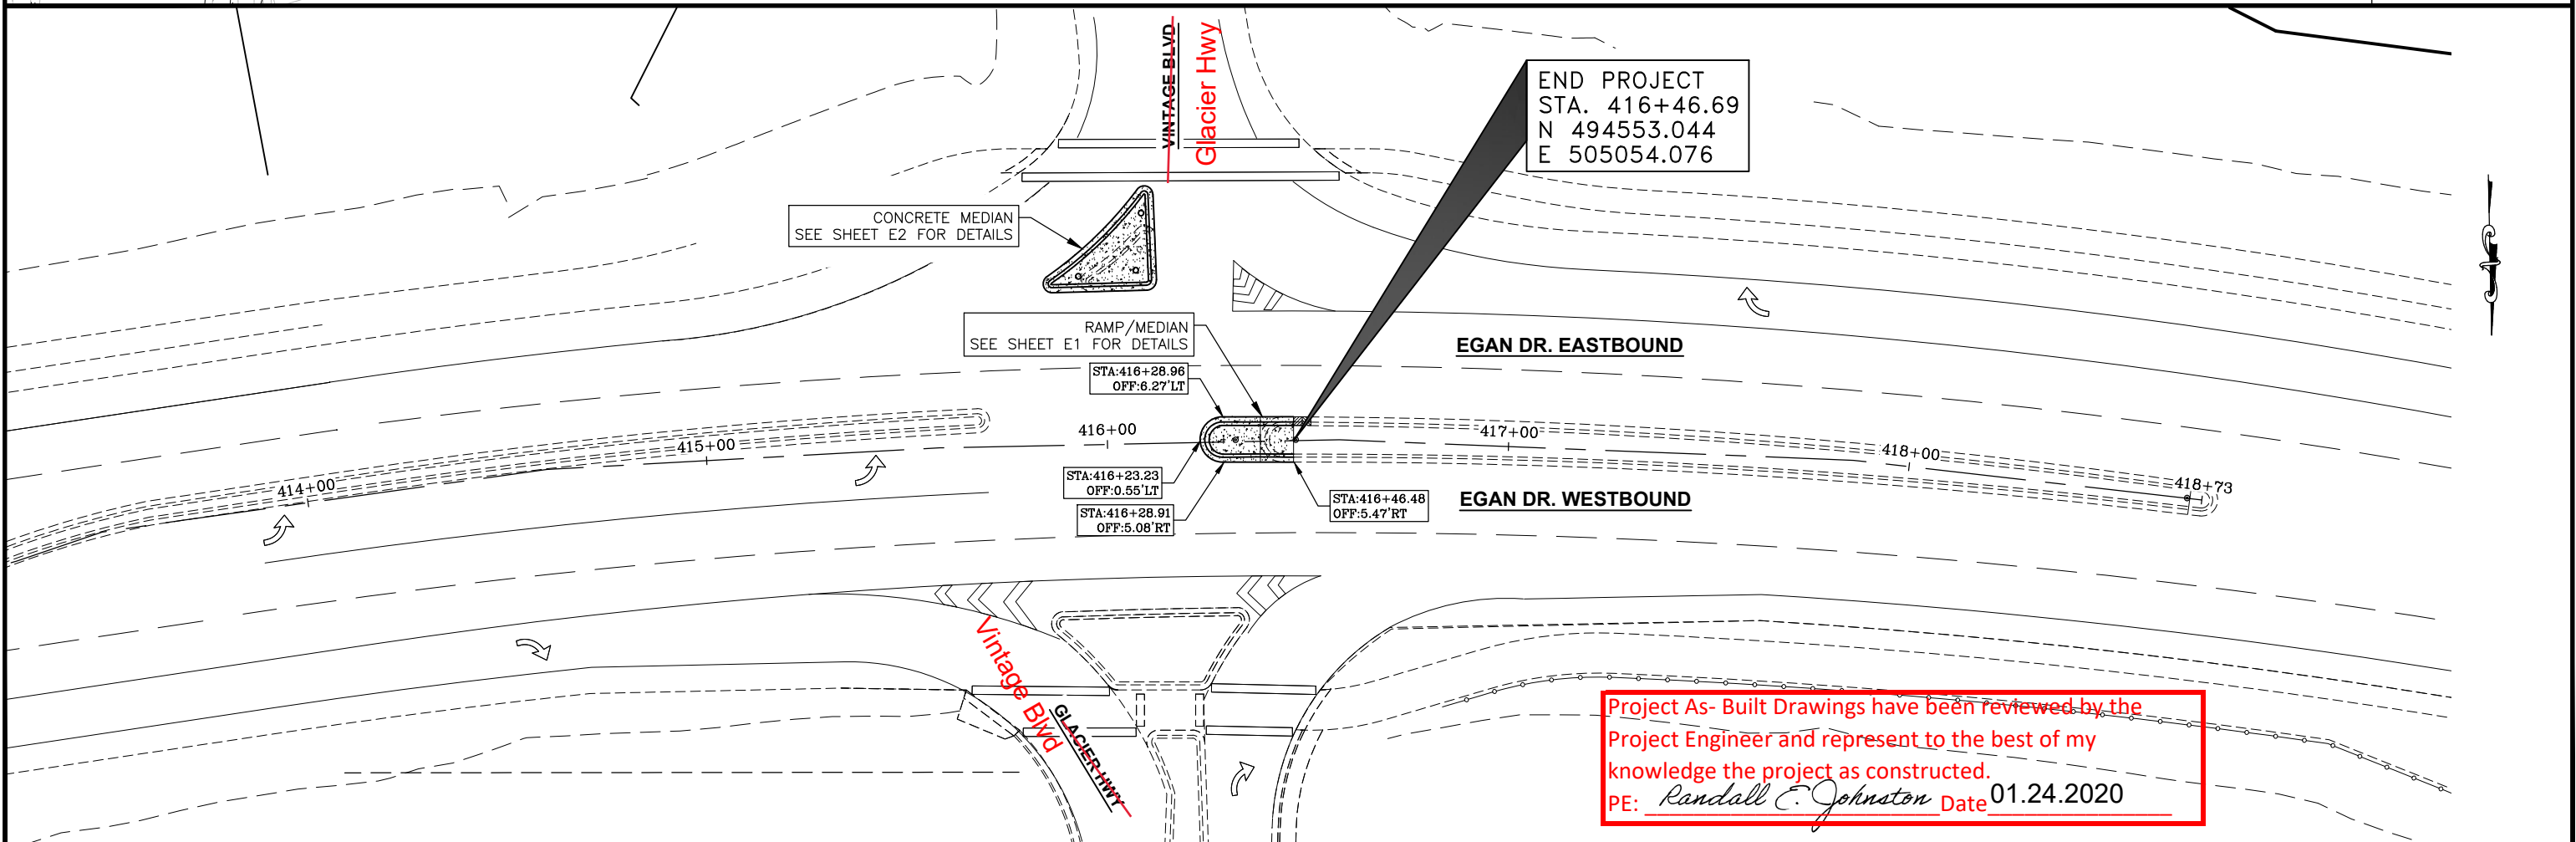 VINTAGE BLVD
Glacier Hwy
END PROJECT
STA. 416+46.69
N 494553.044
E 505054.076
CONCRETE MEDIAN
SEE SHEET E2 FOR DETAILS
RAMP/MEDIAN
SEE SHEET E1 FOR DETAILS
EGAN DR. EASTBOUND
STA:416+28.96
OFF:6.27'LT
414+00
415+00
416+00
417+00
418+00
418+73
STA:416+23.23
OFF:0.55'LT
STA:416+28.91
OFF:5.08'RT
STA:416+46.48
OFF:5.47'RT
EGAN DR. WESTBOUND
Vintage Blvd
GLACIER HWY
Project As- Built Drawings have been reviewed by the
Project Engineer and represent to the best of my
knowledge the project as constructed.
PE: Randall E. Johnston Date 01.24.2020